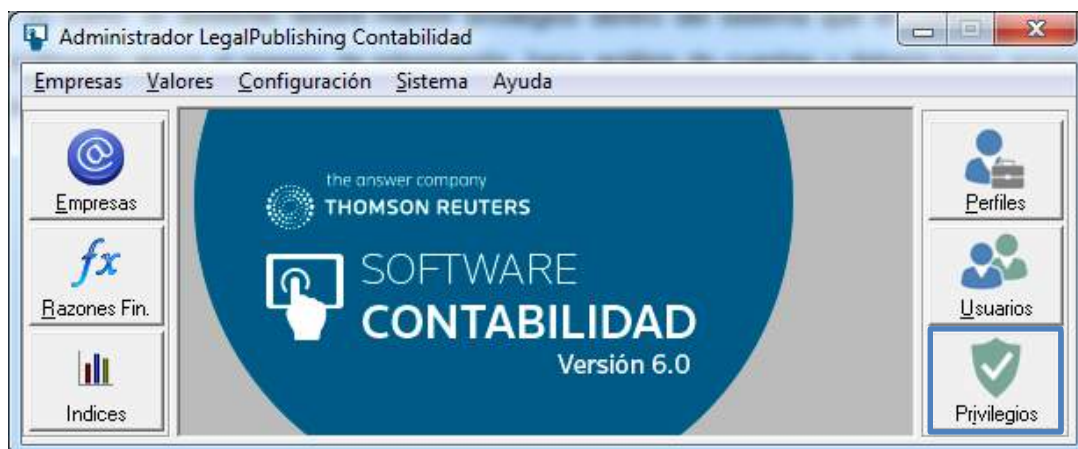 Administrador LegalPublishing Contabilidad
Empresas Valores Configuración Sistema Ayuda
Empresas
Razones Fin.
Indices
the answer company
THOMSON REUTERS
SOFTWARE
CONTABILIDAD
Versión 6.0
Perfiles
Usuarios
Privilegios